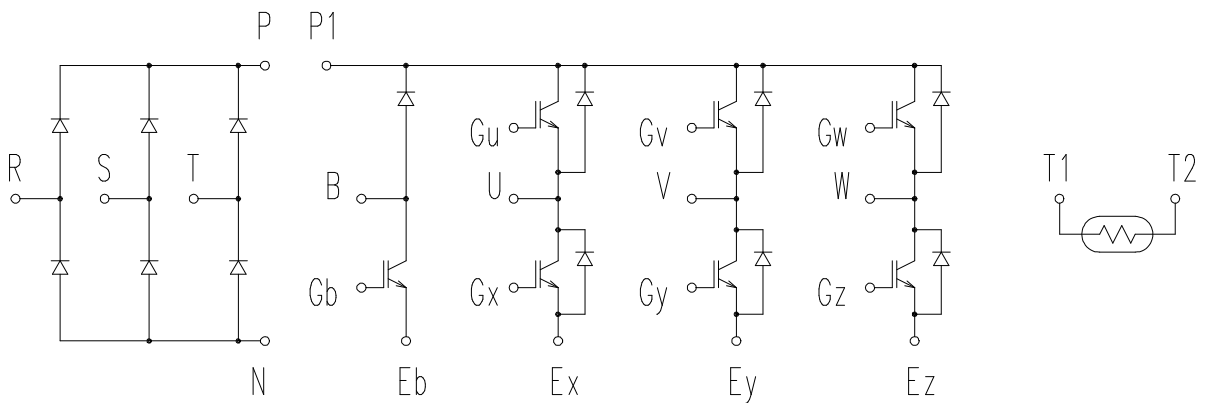 P P1
Gu Gv Gw
R S T B U V W T1 T2
Gb Gx Gy Gz
N Eb Ex Ey Ez